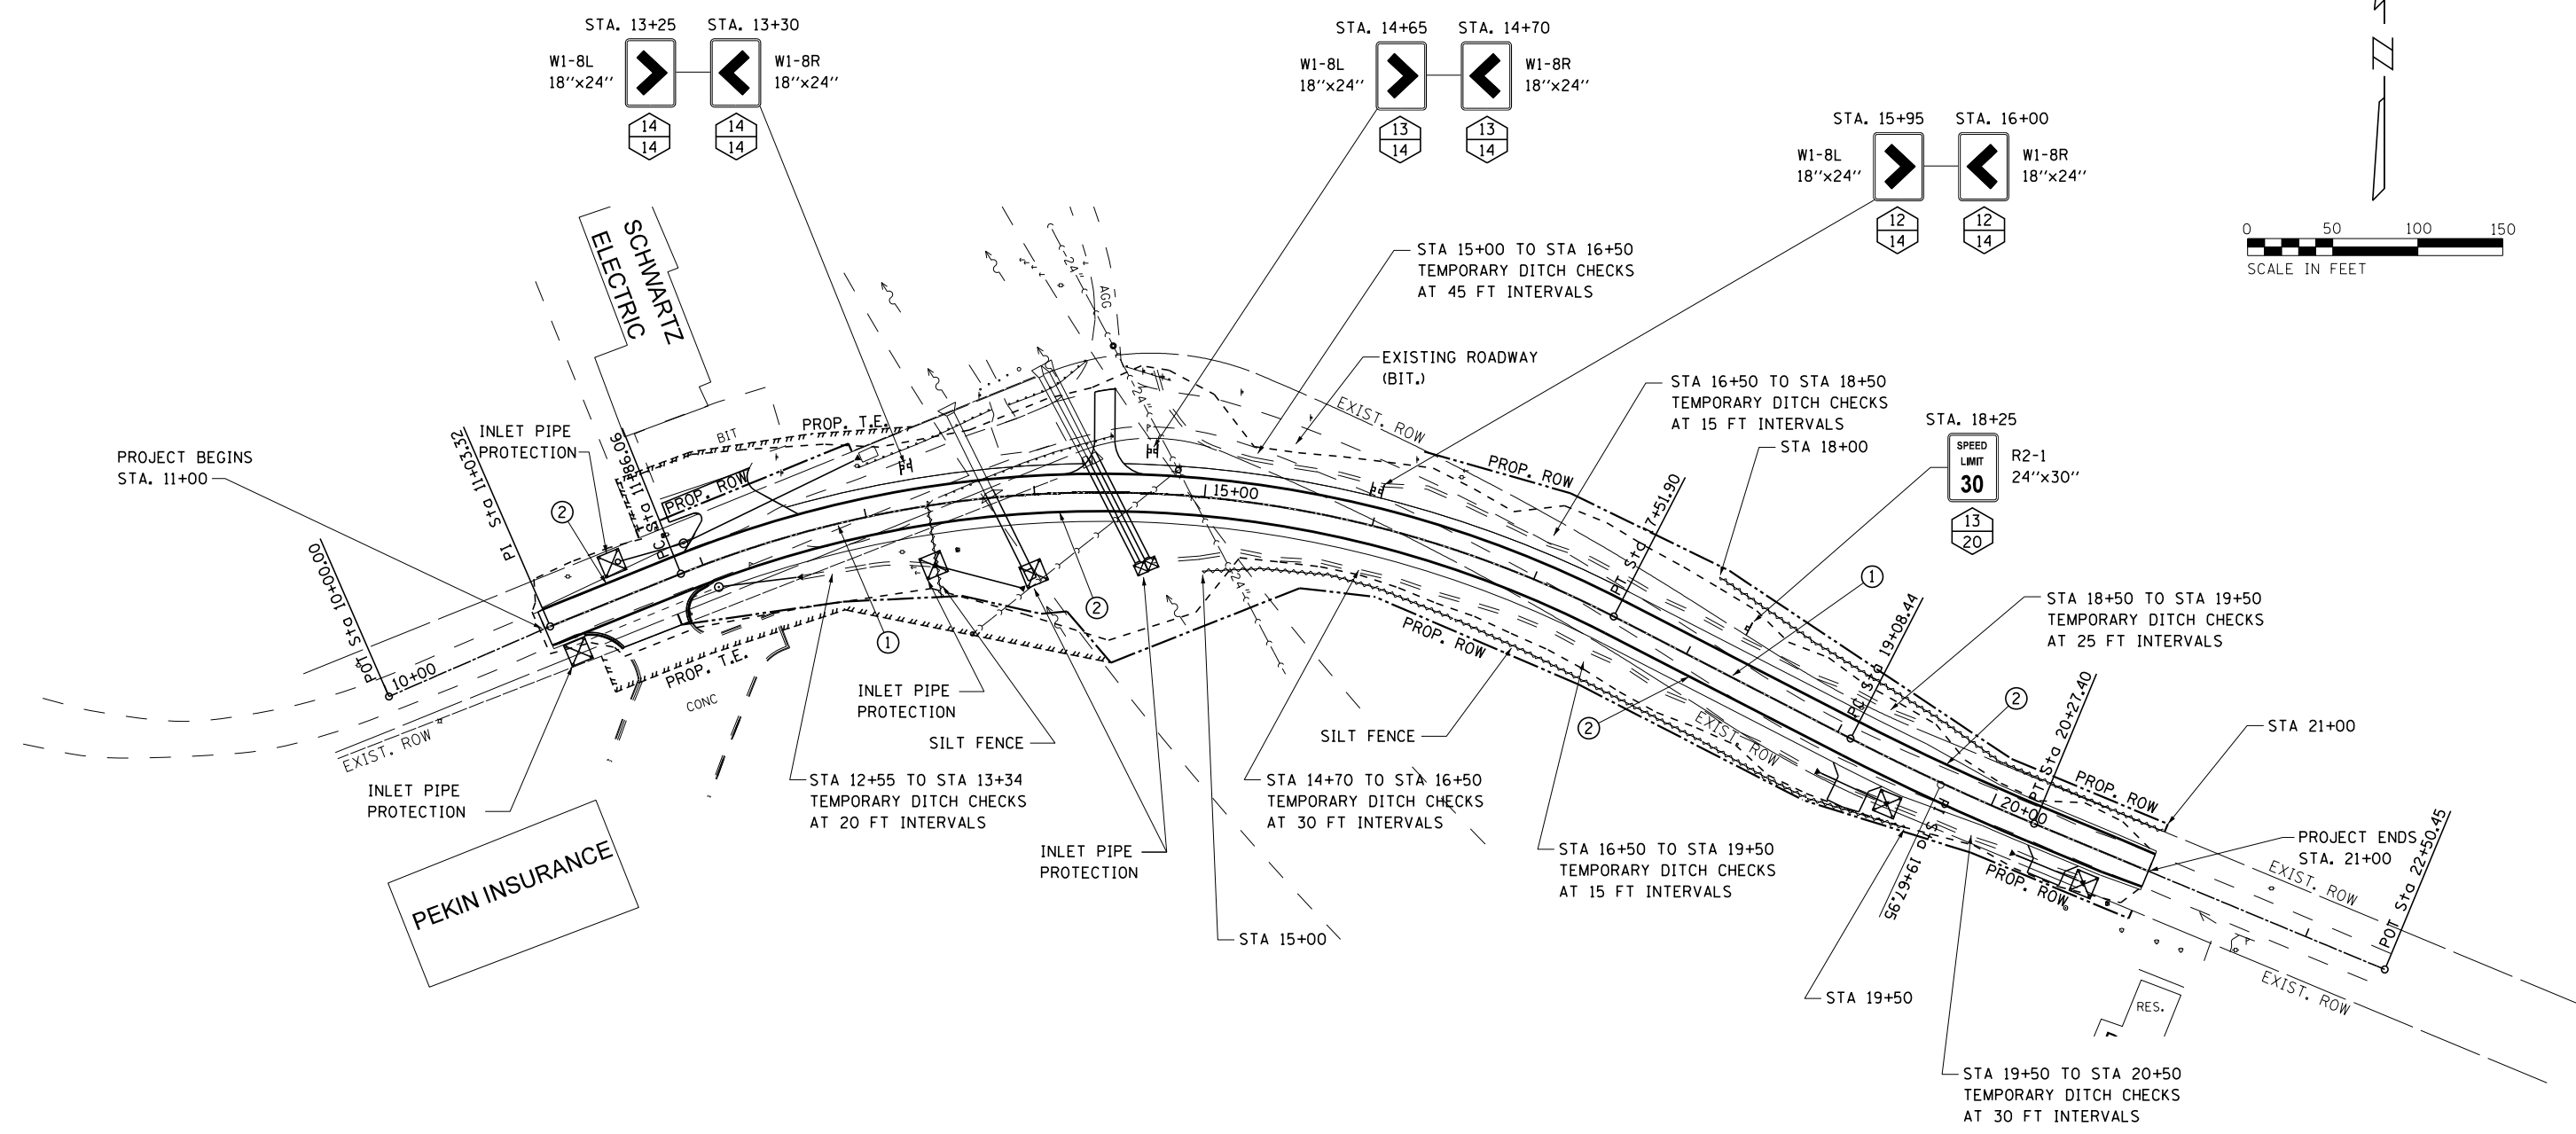 STA. 13+25
STA. 13+30
W1-8L
18''x24''
W1-8R
18''x24''
14
14
14
14
STA. 14+65
STA. 14+70
W1-8L
18''x24''
W1-8R
18''x24''
13
14
13
14
STA. 15+95
STA. 16+00
W1-8L
18''x24''
W1-8R
18''x24''
12
14
12
14
N
0 50 100 150
SCALE IN FEET
SCHWARTZ
ELECTRIC
24"
AGG
STA 15+00 TO STA 16+50
TEMPORARY DITCH CHECKS
AT 45 FT INTERVALS
EXISTING ROADWAY
(BIT.)
EXIST. ROW
STA 16+50 TO STA 18+50
TEMPORARY DITCH CHECKS
AT 15 FT INTERVALS
STA 18+00
STA. 18+25
SPEED
LIMIT
30
R2-1
24''x30''
13
20
PROJECT BEGINS
STA. 11+00
INLET PIPE
PROTECTION
PI Sta 11+03.32
PC Sta 11+86.06
BIT
PROP. T.E.
PROP. ROW
2
24"
15+00
PROP. ROW
PT Sta 17+51.90
1
POT Sta 10+00.00
10+00
EXIST. ROW
PROP. T.E.
CONC
1
2
24"
INLET PIPE
PROTECTION
SILT FENCE
PROP. ROW
SILT FENCE
2
EXIST. ROW
PC Sta 19+08.44
STA 18+50 TO STA 19+50
TEMPORARY DITCH CHECKS
AT 25 FT INTERVALS
2
PT Sta 20+27.40
STA 21+00
PROP. ROW
20+00
INLET PIPE
PROTECTION
STA 12+55 TO STA 13+34
TEMPORARY DITCH CHECKS
AT 20 FT INTERVALS
INLET PIPE
PROTECTION
STA 14+70 TO STA 16+50
TEMPORARY DITCH CHECKS
AT 30 FT INTERVALS
STA 16+50 TO STA 19+50
TEMPORARY DITCH CHECKS
AT 15 FT INTERVALS
PI Sta 19+67.95
PROJECT ENDS
STA. 21+00
EXIST. ROW
POT Sta 22+50.45
PROP. ROW
PEKIN INSURANCE
STA 15+00
STA 19+50
EXIST. ROW
RES.
STA 19+50 TO STA 20+50
TEMPORARY DITCH CHECKS
AT 30 FT INTERVALS